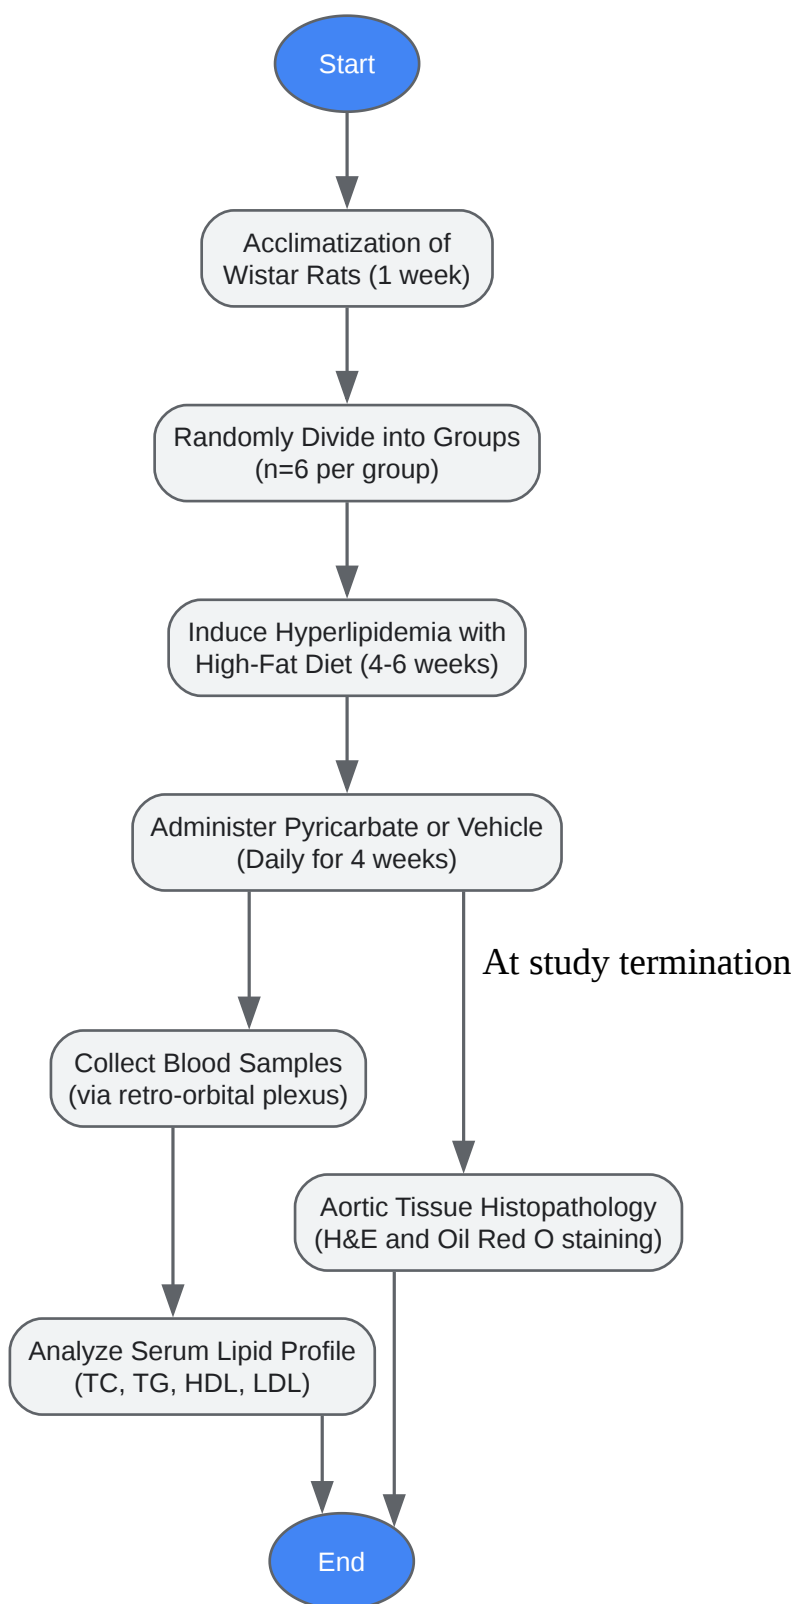 Start
Acclimatization of
Wistar Rats (1 week)
Randomly Divide into Groups
(n=6 per group)
Induce Hyperlipidemia with
High-Fat Diet (4-6 weeks)
Administer Pyricarbate or Vehicle
(Daily for 4 weeks)
At study termination
Collect Blood Samples
(via retro-orbital plexus)
Aortic Tissue Histopathology
(H&E and Oil Red O staining)
Analyze Serum Lipid Profile
(TC, TG, HDL, LDL)
End